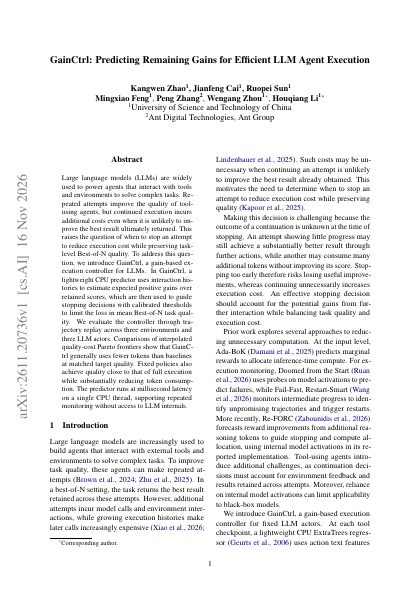 GainCtrl: Predicting Remaining Gains for Efficient LLM Agent Execution
Kangwen Zhao¹, Jianfeng Cai¹, Ruopei Sun¹
Mingxiao Feng¹, Peng Zhang², Wengang Zhou¹*, Houqiang Li¹*
¹University of Science and Technology of China
²Ant Digital Technologies, Ant Group
arXiv:2611.20736v1 [cs.AI] 16 Nov 2026
Abstract
Large language models (LLMs) are widely
used to power agents that interact with tools
and environments to solve complex tasks. Re-
peated attempts improve the quality of tool-
using agents, but continued execution incurs
additional costs even when it is unlikely to im-
prove the best result ultimately returned. This
raises the question of when to stop an attempt
to reduce execution cost while preserving task-
level Best-of-N quality. To address this ques-
tion, we introduce GainCtrl, a gain-based ex-
ecution controller for LLMs. In GainCtrl, a
lightweight CPU predictor uses interaction his-
tories to estimate expected positive gains over
retained scores, which are then used to guide
stopping decisions with calibrated thresholds
to limit the loss in mean Best-of-N task qual-
ity. We evaluate the controller through tra-
jectory replay across three environments and
three LLM actors. Comparisons of interpolated
quality-cost Pareto frontiers show that GainC-
trl generally uses fewer tokens than baselines
at matched target quality. Fixed policies also
achieve quality close to that of full execution
while substantially reducing token consump-
tion. The predictor runs at millisecond latency
on a single CPU thread, supporting repeated
monitoring without access to LLM internals.
1 Introduction
Large language models are increasingly used to
build agents that interact with external tools and
environments to solve complex tasks. To improve
task quality, these agents can make repeated at-
tempts (Brown et al., 2024; Zhu et al., 2025). In
a best-of-N setting, the task returns the best result
retained across these attempts. However, additional
attempts incur model calls and environment inter-
actions, while growing execution histories make
later calls increasingly expensive (Xiao et al., 2026;
*Corresponding author.
Lindenbauer et al., 2025). Such costs may be un-
necessary when continuing an attempt is unlikely
to improve the best result already obtained. This
motivates the need to determine when to stop an
attempt to reduce execution cost while preserving
quality (Kapoor et al., 2025).
Making this decision is challenging because the
outcome of continuation is unknown at the time of
stopping. An attempt showing little progress may
still achieve a substantially better result through
further actions, while another may consume many
additional tokens without improving its score. Stop-
ping too early therefore risks losing useful improve-
ments, whereas continuing unnecessarily increases
execution cost. An effective stopping decision
should account for the potential gains from fur-
ther interaction while balancing task quality and
execution cost.
Prior work explores several approaches to reduc-
ing unnecessary computation. At the input level,
Ada-BoK (Damani et al., 2025) predicts marginal
rewards to allocate inference-time compute. For ex-
ecution monitoring, Doomed from the Start (Ruan
et al., 2026) uses probes on model activations to pre-
dict failures, while Fail-Fast, Restart-Smart (Wang
et al., 2026) monitors intermediate progress to iden-
tify unpromising trajectories and trigger restarts.
More recently, Re-FORC (Zabounidis et al., 2026)
forecasts reward improvements from additional rea-
soning tokens to guide stopping and compute al-
location, using internal model activations in its re-
ported implementation. Tool-using agents intro-
duce additional challenges, as continuation deci-
sions must account for environment feedback and
results retained across attempts. Moreover, reliance
on internal model activations can limit applicability
to black-box models.
We introduce GainCtrl, a gain-based execution
controller for fixed LLM actors. At each tool
checkpoint, a lightweight CPU ExtraTrees regres-
sor (Geurts et al., 2006) uses action text features
1